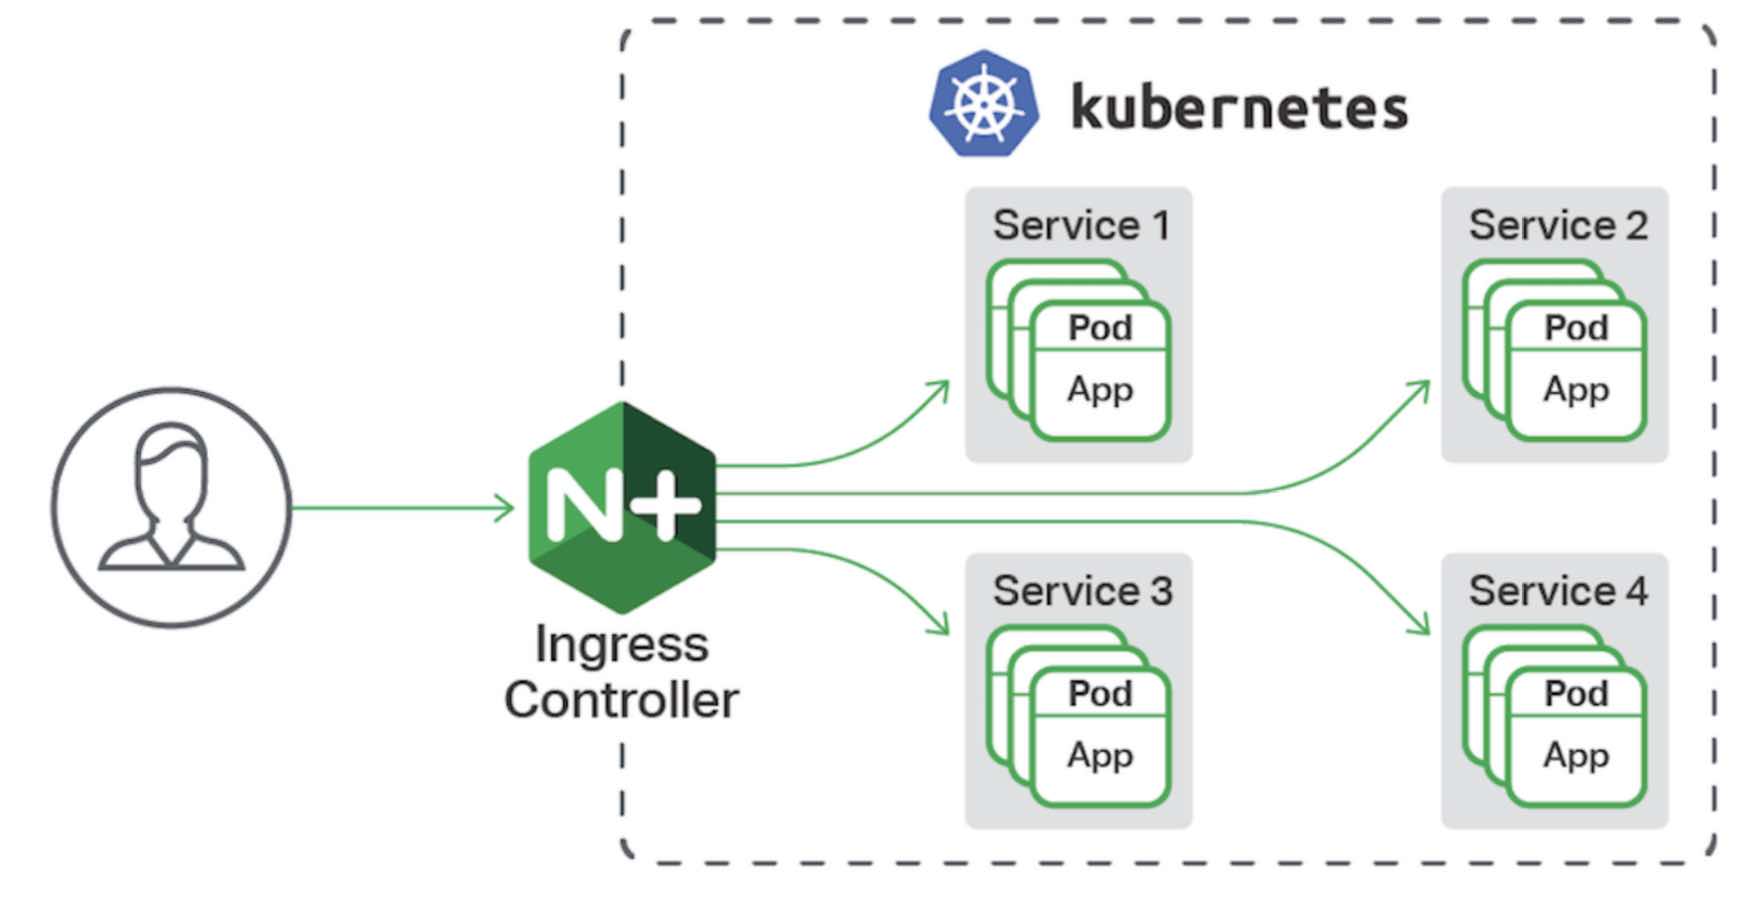 kubernetes
Service 1
Pod
App
Service 2
Pod
App
N+
Ingress
Controller
Service 3
Pod
App
Service 4
Pod
App